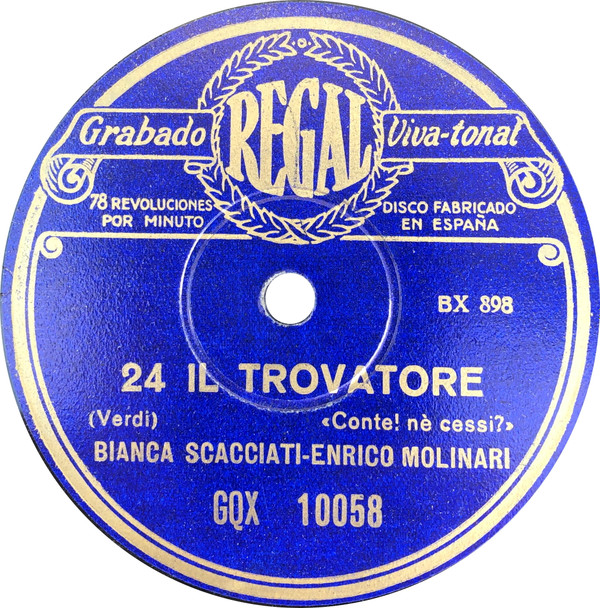 REGAL
Grabado Viva-tonal
78 REVOLUCIONES POR MINUTO
DISCO FABRICADO EN ESPAÑA
BX 898
24 IL TROVATORE
(Verdi) «Conte! nè cessi?»
BIANCA SCACCIATI-ENRICO MOLINARI
GQX 10058